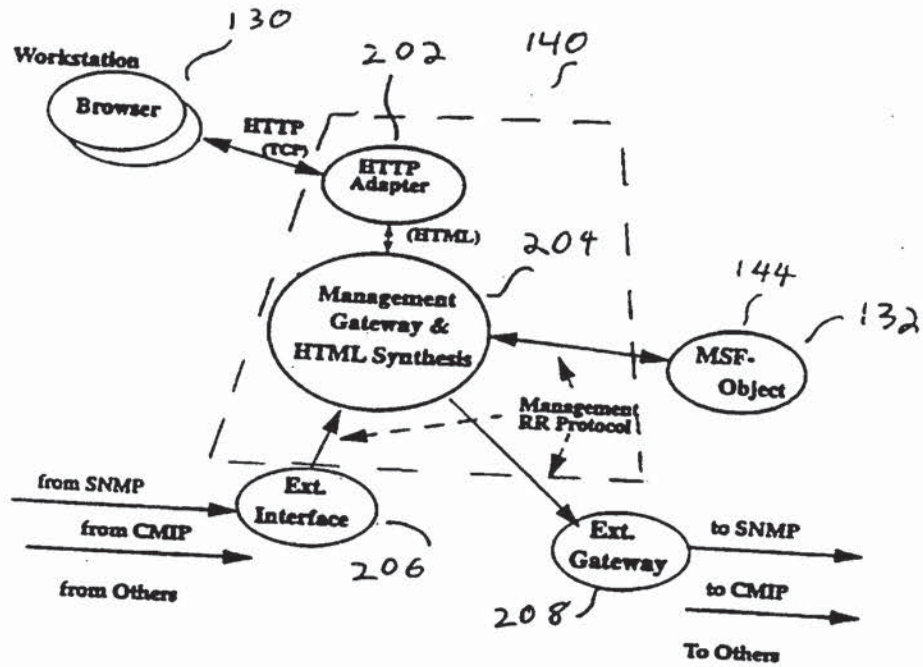 130
Workstation
Browser
202
140
HTTP
(TCP)
HTTP
Adapter
(HTML)
204
Management
Gateway &
HTML Synthesis
144
132
MSF-
Object
Management
RR Protocol
from SNMP
Ext.
Interface
from CMIP
206
from Others
Ext.
Gateway
208
to SNMP
to CMIP
To Others